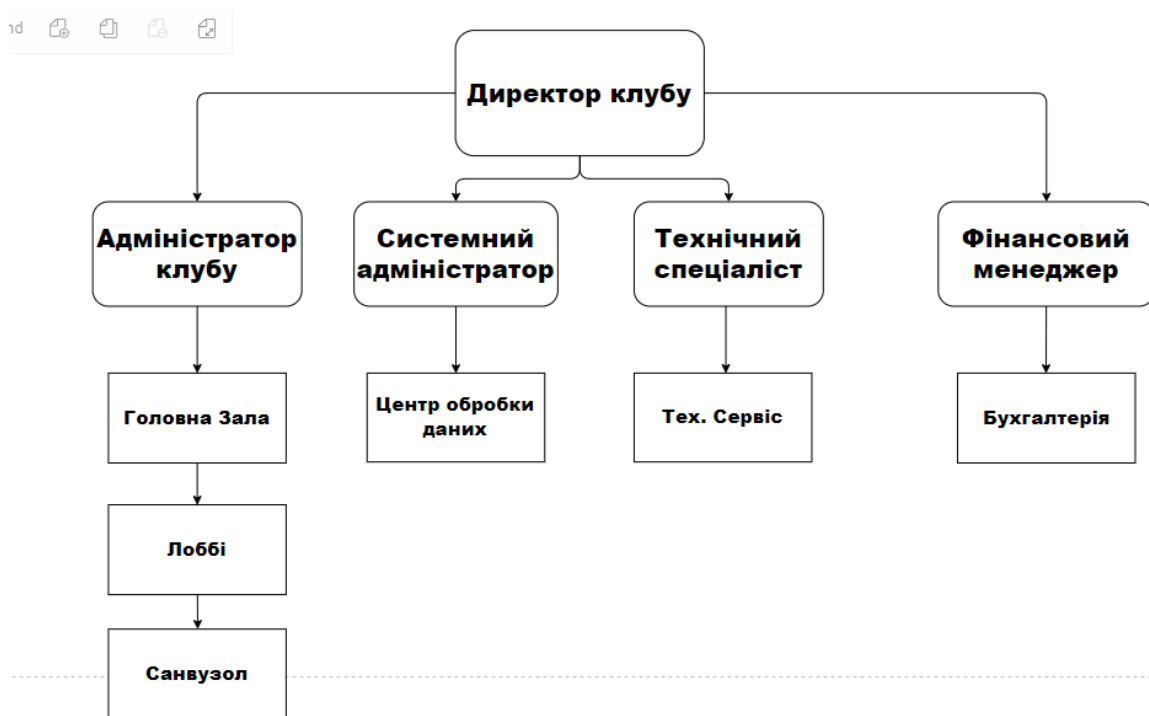 nd
Директор клубу
Адміністратор
клубу
Системний
адміністратор
Технічний
спеціаліст
Фінансовий
менеджер
Головна Зала
Центр обробки
даних
Тех. Сервіс
Бухгалтерія
Лоббі
Санвузол